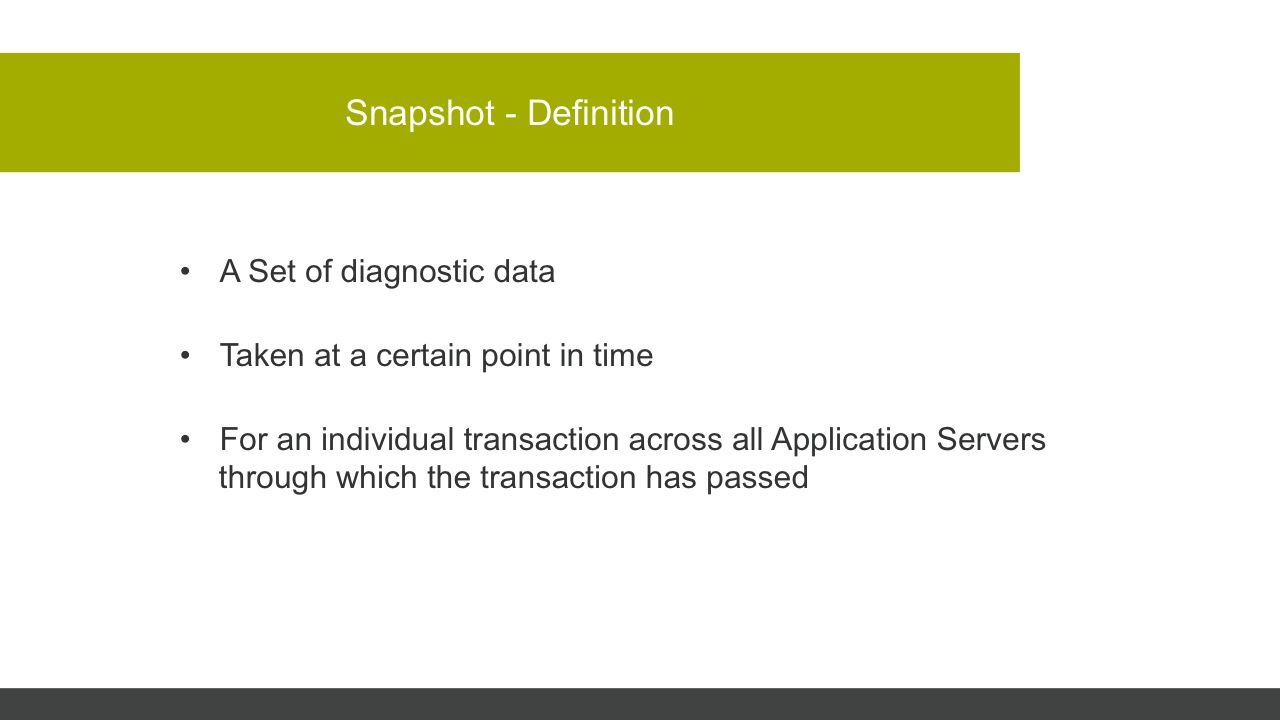 Snapshot - Definition
• A Set of diagnostic data
• Taken at a certain point in time
• For an individual transaction across all Application Servers
through which the transaction has passed